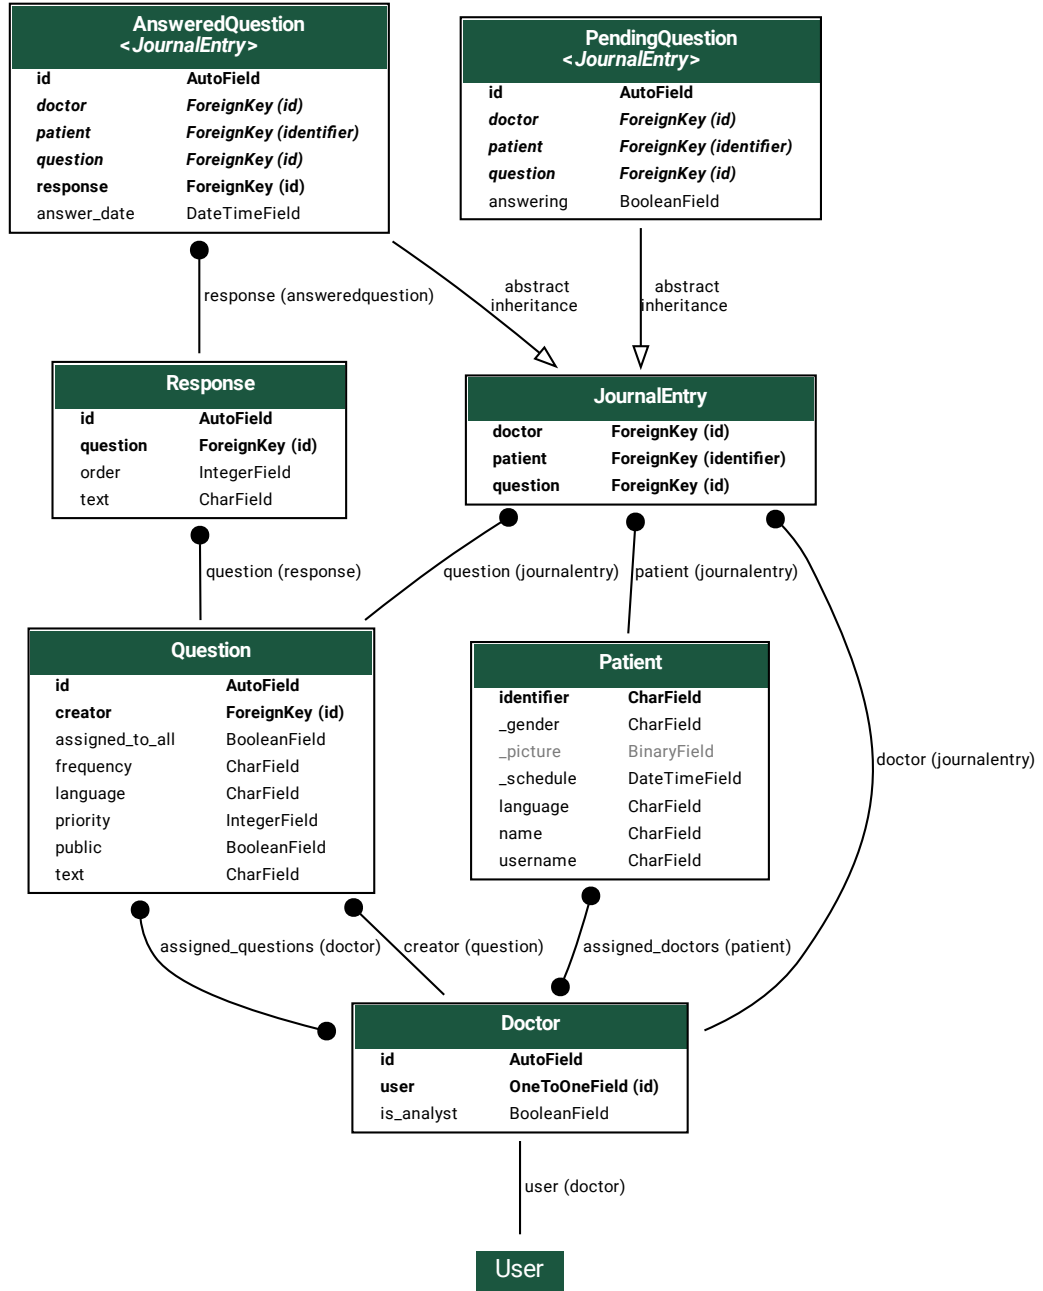 AnsweredQuestion
<JournalEntry>
id AutoField
doctor ForeignKey (id)
patient ForeignKey (identifier)
question ForeignKey (id)
response ForeignKey (id)
answer_date DateTimeField
PendingQuestion
<JournalEntry>
id AutoField
doctor ForeignKey (id)
patient ForeignKey (identifier)
question ForeignKey (id)
answering BooleanField
response (answeredquestion)
abstract
inheritance
abstract
inheritance
Response
id AutoField
question ForeignKey (id)
order IntegerField
text CharField
JournalEntry
doctor ForeignKey (id)
patient ForeignKey (identifier)
question ForeignKey (id)
question (response)
question (journalentry)
patient (journalentry)
Question
id AutoField
creator ForeignKey (id)
assigned_to_all BooleanField
frequency CharField
language CharField
priority IntegerField
public BooleanField
text CharField
Patient
identifier CharField
_gender CharField
_picture BinaryField
_schedule DateTimeField
language CharField
name CharField
username CharField
doctor (journalentry)
assigned_questions (doctor)
creator (question)
assigned_doctors (patient)
Doctor
id AutoField
user OneToOneField (id)
is_analyst BooleanField
user (doctor)
User